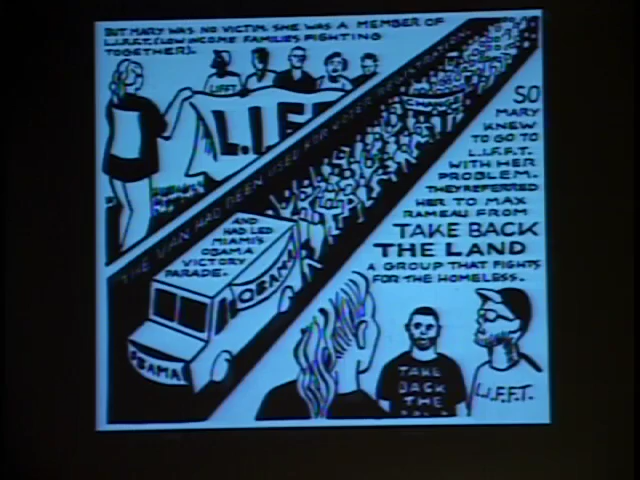 BUT MARY WAS NO VICTIM. SHE WAS A MEMBER OF
L.I.F.F.T. (LOW INCOME FAMILIES FIGHTING
TOGETHER).
LIFFT
L.IFF
THE VAN HAD BEEN USED FOR VOTER REGISTRATION,
CHANGE
AND
HAD LED
MIAMI'S
OBAMA
VICTORY
PARADE.
OBAMA
OBAMA
SO
MARY
KNEW
TO GO TO
L.I.F.F.T.
WITH HER
PROBLEM.
THEY REFERRED
HER TO MAX
RAMEAU FROM
TAKE BACK
THE LAND
A GROUP THAT FIGHTS
FOR THE HOMELESS.
TAKE
BACK
THE
L.I.F.F.T.